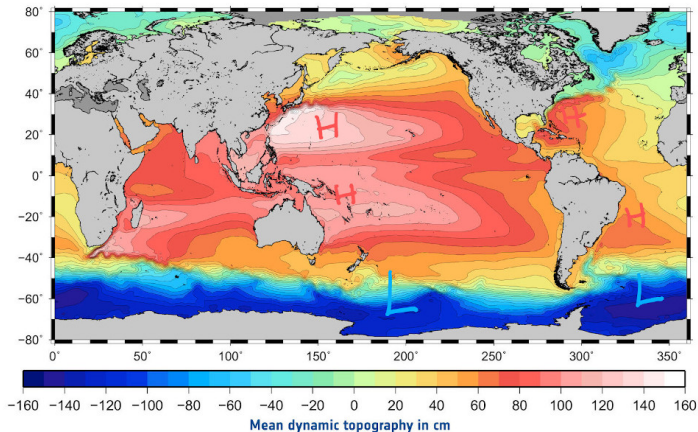 80°
60°
40°
H
20° H
0°
H
−20° H
−40°
−60° L L
−80°
0° 50° 100° 150° 200° 250° 300° 350°
−160 −140 −120 −100 −80 −60 −40 −20 0 20 40 60 80 100 120 140 160
Mean dynamic topography in cm